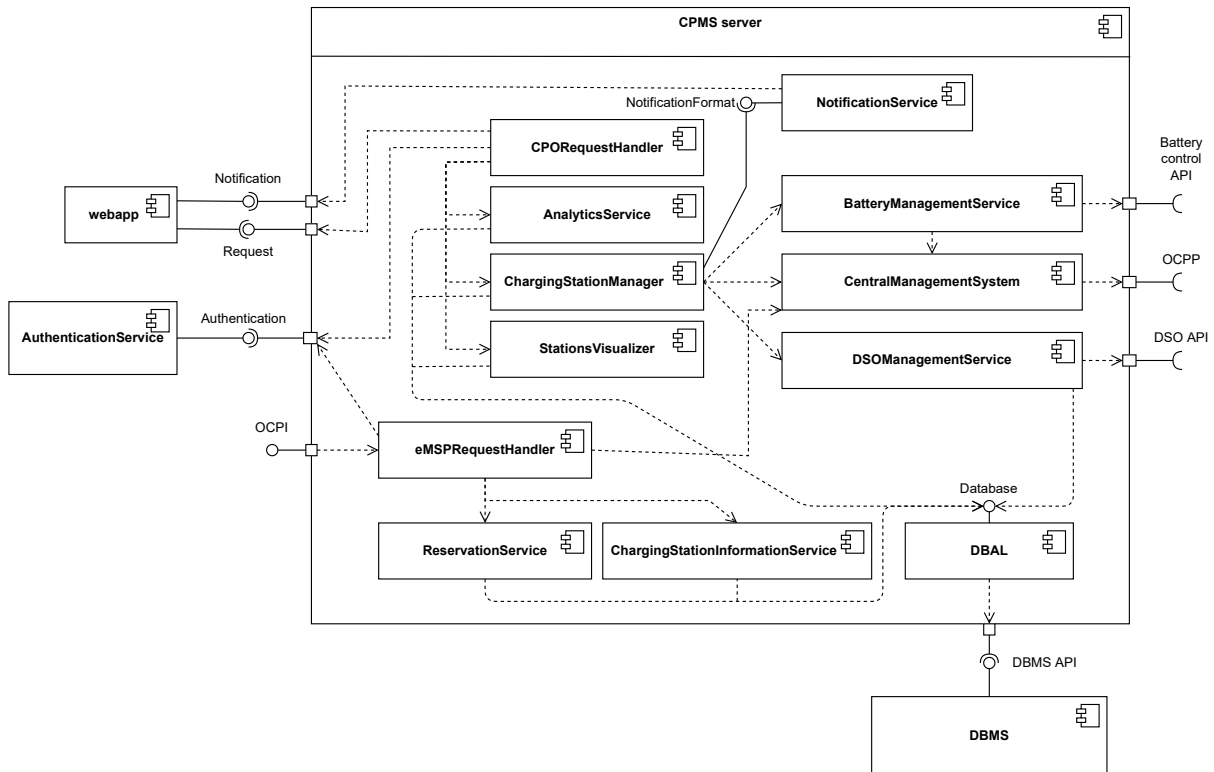 CPMS server
NotificationFormat
NotificationService
CPORequestHandler
Battery
control
API
Notification
webapp
Request
AnalyticsService
BatteryManagementService
ChargingStationManager
CentralManagementSystem
OCPP
Authentication
AuthenticationService
StationsVisualizer
DSOManagementService
DSO API
OCPI
eMSPRequestHandler
Database
ReservationService
ChargingStationInformationService
DBAL
DBMS API
DBMS